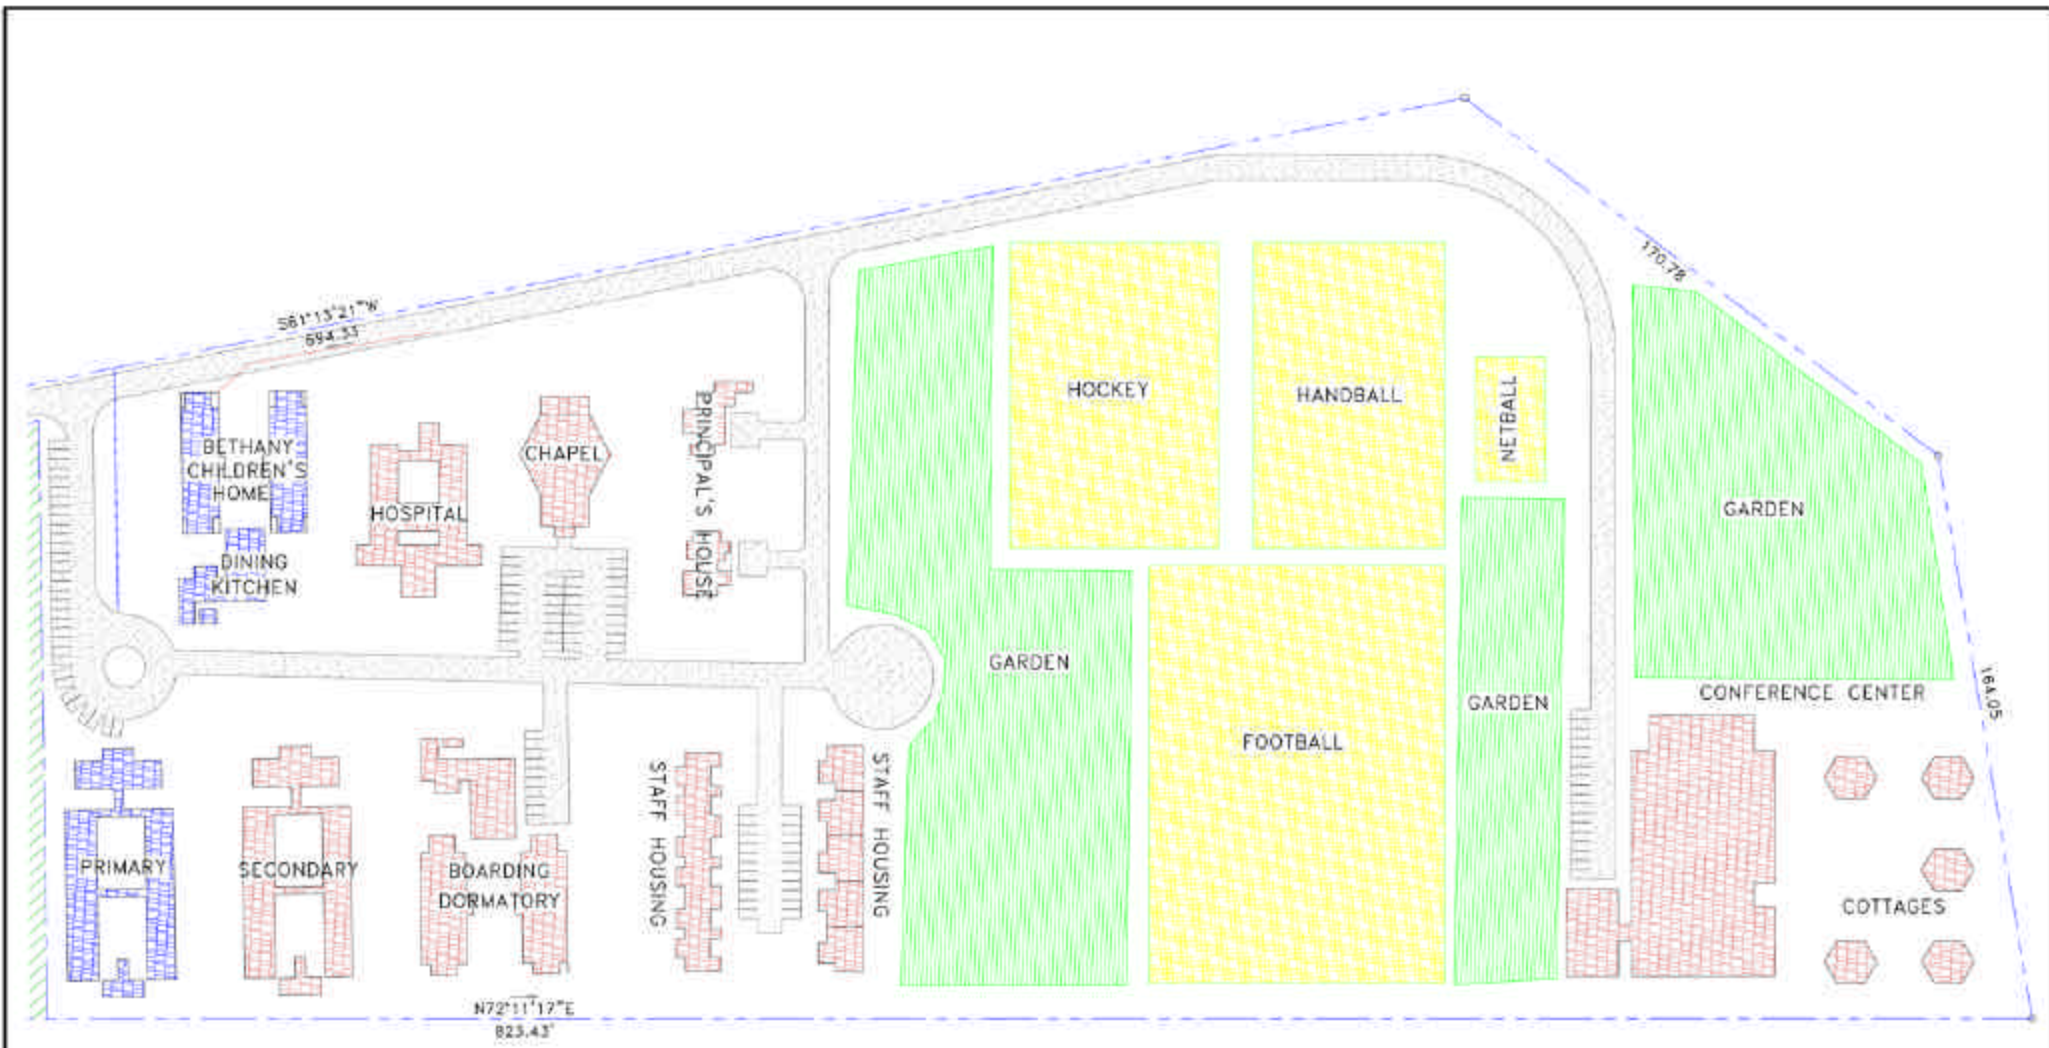 S61°13'21"W
694.33
170.78
HOCKEY
HANDBALL
NETBALL
BETHANY
CHILDREN'S
HOME
HOSPITAL
CHAPEL
PRINCIPAL'S HOUSE
GARDEN
DINING
KITCHEN
GARDEN
GARDEN
CONFERENCE CENTER
164.05
FOOTBALL
STAFF HOUSING
STAFF HOUSING
PRIMARY
SECONDARY
BOARDING
DORMATORY
COTTAGES
N72°11'17"E
823.43'